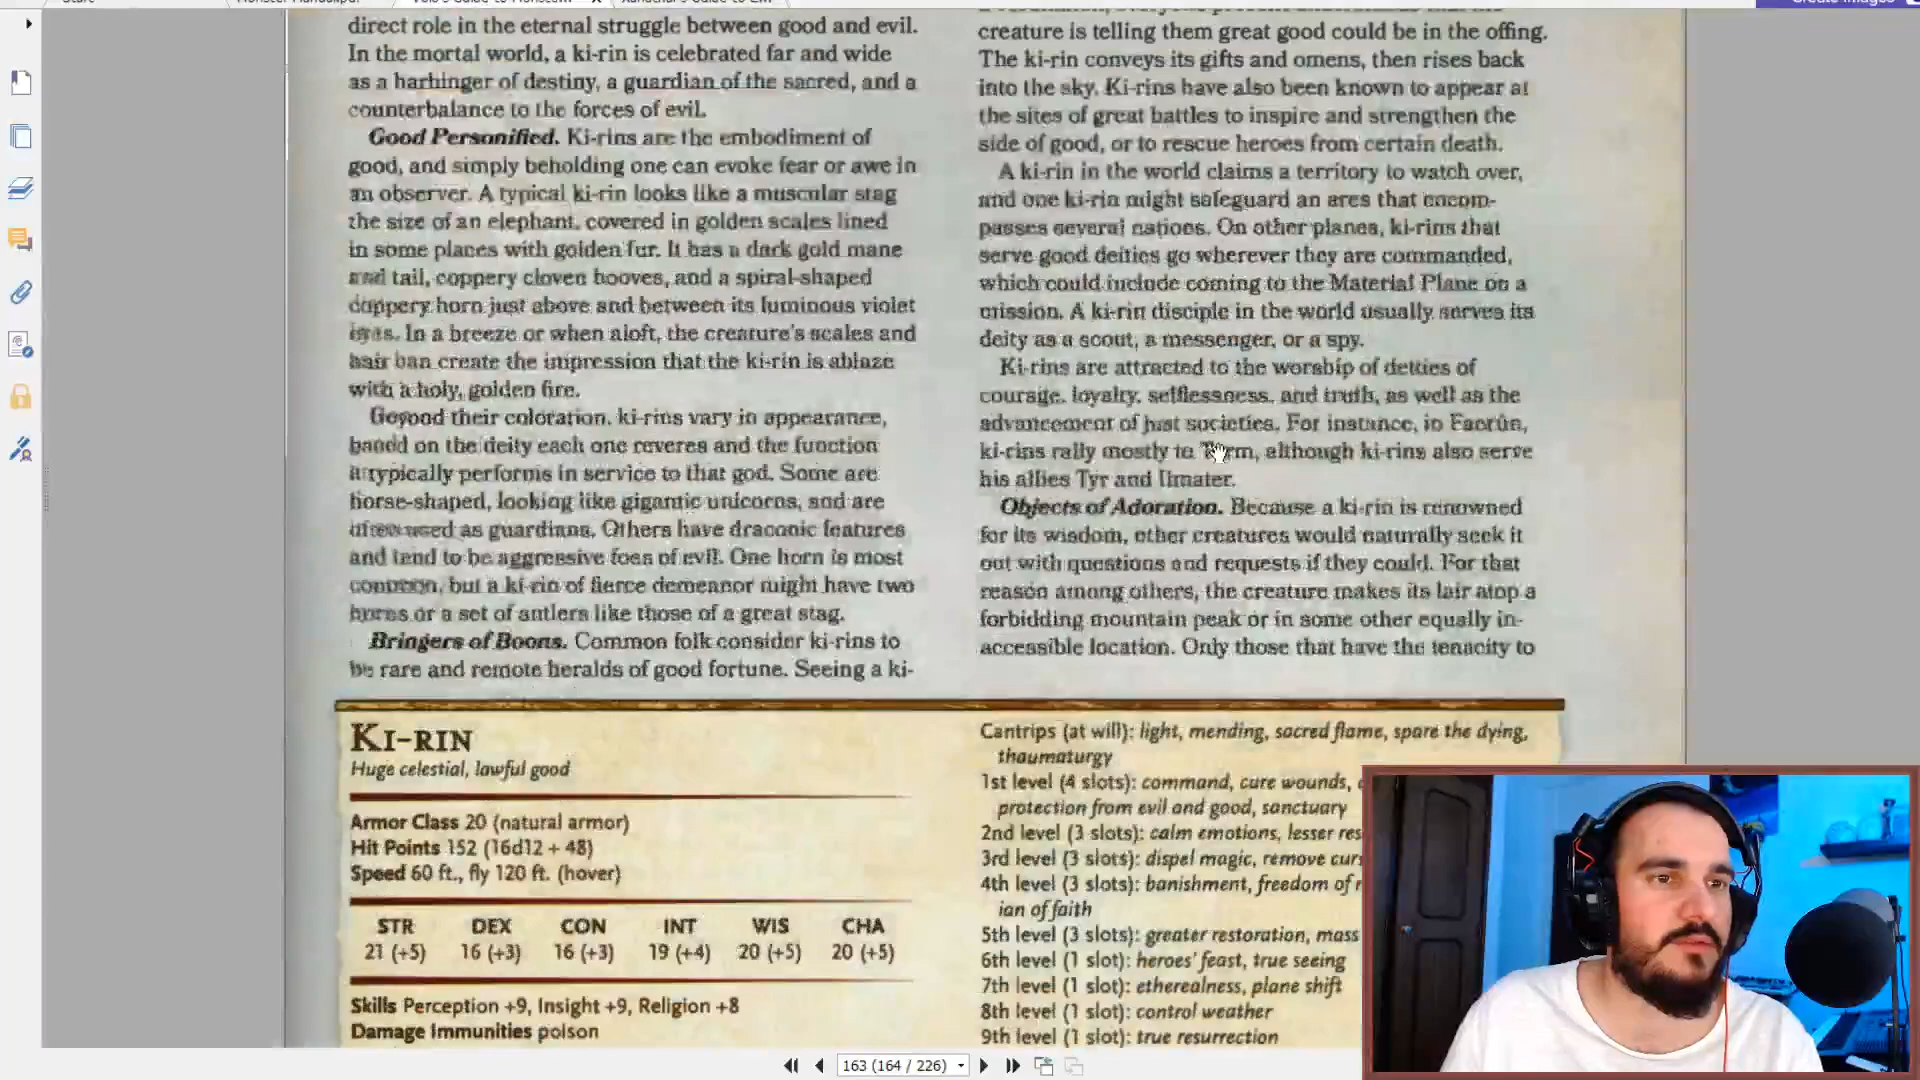 direct role in the eternal struggle between good and evil.
In the mortal world, a ki-rin is celebrated far and wide
as a harbinger of destiny, a guardian of the sacred, and a
counterbalance to the forces of evil.
Good Personified. Ki-rins are the embodiment of
good, and simply beholding one can evoke fear or awe in
an observer. A typical ki-rin looks like a muscular stag
the size of an elephant, covered in golden scales lined
in some places with golden fur. It has a dark gold mane
and tail, coppery cloven hooves, and a spiral-shaped
coppery horn just above and between its luminous violet
eyes. In a breeze or when aloft, the creature's scales and
hair can create the impression that the ki-rin is ablaze
with a holy, golden fire.
Beyond their coloration, ki-rins vary in appearance,
based on the deity each one reveres and the function
it typically performs in service to that god. Some are
horse-shaped, looking like gigantic unicorns, and are
often used as guardians. Others have draconic features
and tend to be aggressive foes of evil. One horn is most
common, but a ki-rin of fierce demeanor might have two
horns or a set of antlers like those of a great stag.
Bringers of Boons. Common folk consider ki-rins to
be rare and remote heralds of good fortune. Seeing a ki-
creature is telling them great good could be in the offing.
The ki-rin conveys its gifts and omens, then rises back
into the sky. Ki-rins have also been known to appear at
the sites of great battles to inspire and strengthen the
side of good, or to rescue heroes from certain death.
A ki-rin in the world claims a territory to watch over,
and one ki-rin might safeguard an area that encom-
passes several nations. On other planes, ki-rins that
serve good deities go wherever they are commanded,
which could include coming to the Material Plane on a
mission. A ki-rin disciple in the world usually serves its
deity as a scout, a messenger, or a spy.
Ki-rins are attracted to the worship of deities of
courage, loyalty, selflessness, and truth, as well as the
advancement of just societies. For instance, in Faerûn,
ki-rins rally mostly to Torm, although ki-rins also serve
his allies Tyr and Ilmater.
Objects of Adoration. Because a ki-rin is renowned
for its wisdom, other creatures would naturally seek it
out with questions and requests if they could. For that
reason among others, the creature makes its lair atop a
forbidding mountain peak or in some other equally in-
accessible location. Only those that have the tenacity to
KI-RIN
Huge celestial, lawful good
Armor Class 20 (natural armor)
Hit Points 152 (16d12 + 48)
Speed 60 ft., fly 120 ft. (hover)
STR DEX CON INT WIS CHA
21 (+5) 16 (+3) 16 (+3) 19 (+4) 20 (+5) 20 (+5)
Skills Perception +9, Insight +9, Religion +8
Damage Immunities poison
Cantrips (at will): light, mending, sacred flame, spare the dying,
thaumaturgy
1st level (4 slots): command, cure wounds,
protection from evil and good, sanctuary
2nd level (3 slots): calm emotions, lesser res
3rd level (3 slots): dispel magic, remove cur
4th level (3 slots): banishment, freedom of
ian of faith
5th level (3 slots): greater restoration, mass
6th level (1 slot): heroes' feast, true seeing
7th level (1 slot): etherealness, plane shift
8th level (1 slot): control weather
9th level (1 slot): true resurrection
163 (164 / 226)